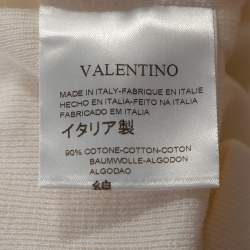 VALENTINO
MADE IN ITALY-FABRIQUE EN ITALIE
HECHO EN ITALIA-FEITO NA ITALIA
FABRICADO EM ITALIA
イタリア製
90% COTONE-COTTON-COTON
BAUMWOLLE-ALGODON
ALGODAO
綿